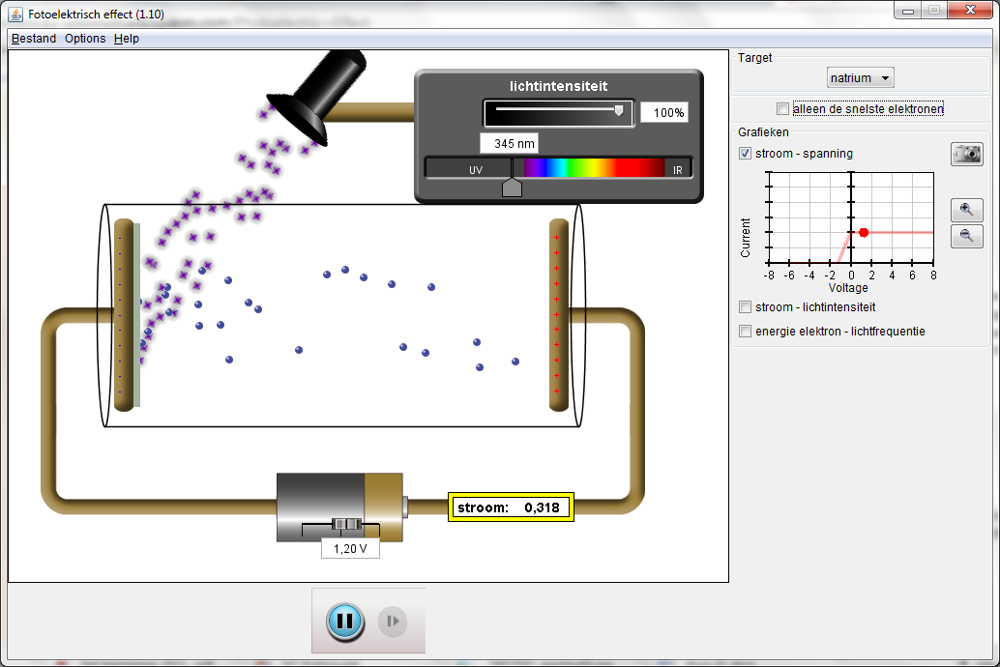 Fotoelektrisch effect (1.10)
Bestand Options Help
lichtintensiteit
100%
345 nm
UV
IR
stroom: 0,318
1,20 V
Target
natrium
alleen de snelste elektronen
Grafieken
stroom - spanning
Current
-8 -6 -4 -2 0 2 4 6 8
Voltage
stroom - lichtintensiteit
energie elektron - lichtfrequentie